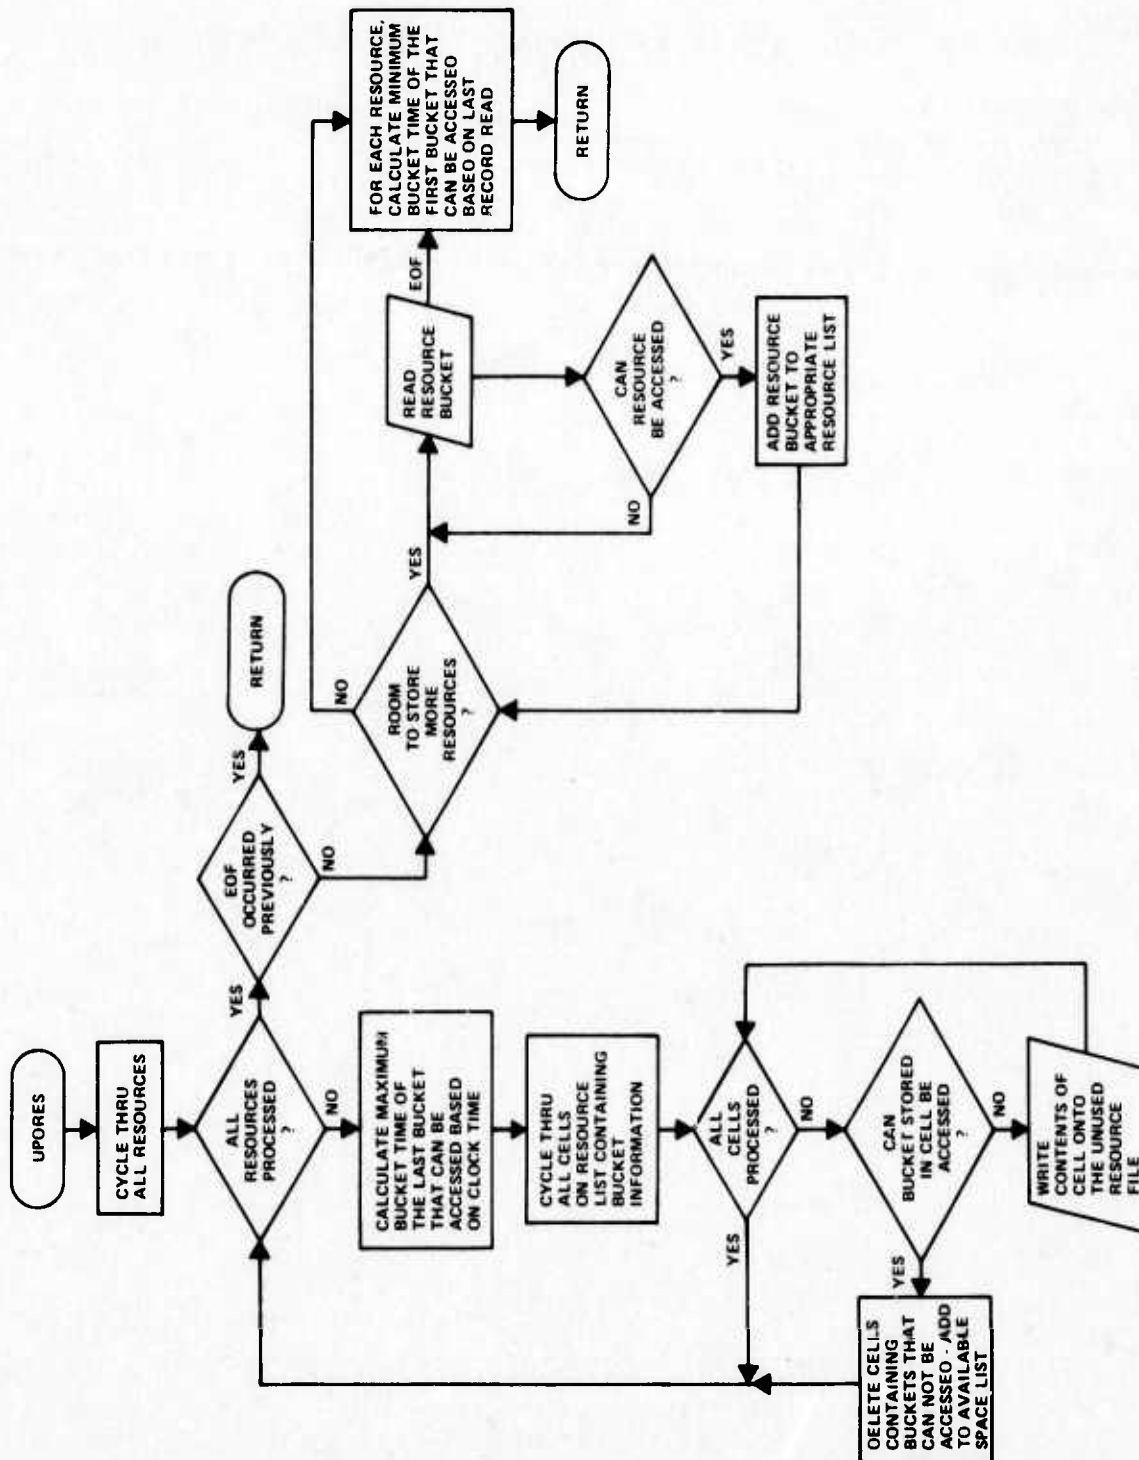 UPORES
CYCLE THRU
ALL RESOURCES
ALL
RESOURCES
PROCESSED
?
YES
NO
EOF
OCCURRED
PREVIOUSLY
?
YES
NO
RETURN
CALCULATE MAXIMUM
BUCKET TIME OF
THE LAST BUCKET
THAT CAN BE
ACCESSED BASED
ON CLOCK TIME
CYCLE THRU
ALL CELLS
ON RESOURCE
LIST CONTAINING
BUCKET
INFORMATION
ALL
CELLS
PROCESSED
?
YES
NO
CAN
BUCKET STORED
IN CELL BE
ACCESSED
?
YES
NO
WRITE
CONTENTS OF
CELL ONTO
THE UNUSED
RESOURCE
FILE
OELETE CELLS
CONTAINING
BUCKETS THAT
CAN NOT BE
ACCESSED - ADD
TO AVAILABLE
SPACE LIST
ROOM
TO STORE
MORE
RESOURCES
?
NO
YES
READ
RESOURCE
BUCKET
EOF
CAN
RESOURCE
BE ACCESSED
?
NO
YES
ADD RESOURCE
BUCKET TO
APPROPRIATE
RESOURCE LIST
FOR EACH RESOURCE,
CALCULATE MINIMUM
BUCKET TIME OF THE
FIRST BUCKET THAT
CAN BE ACCESSED
BASEO ON LAST
RECORD READ
RETURN